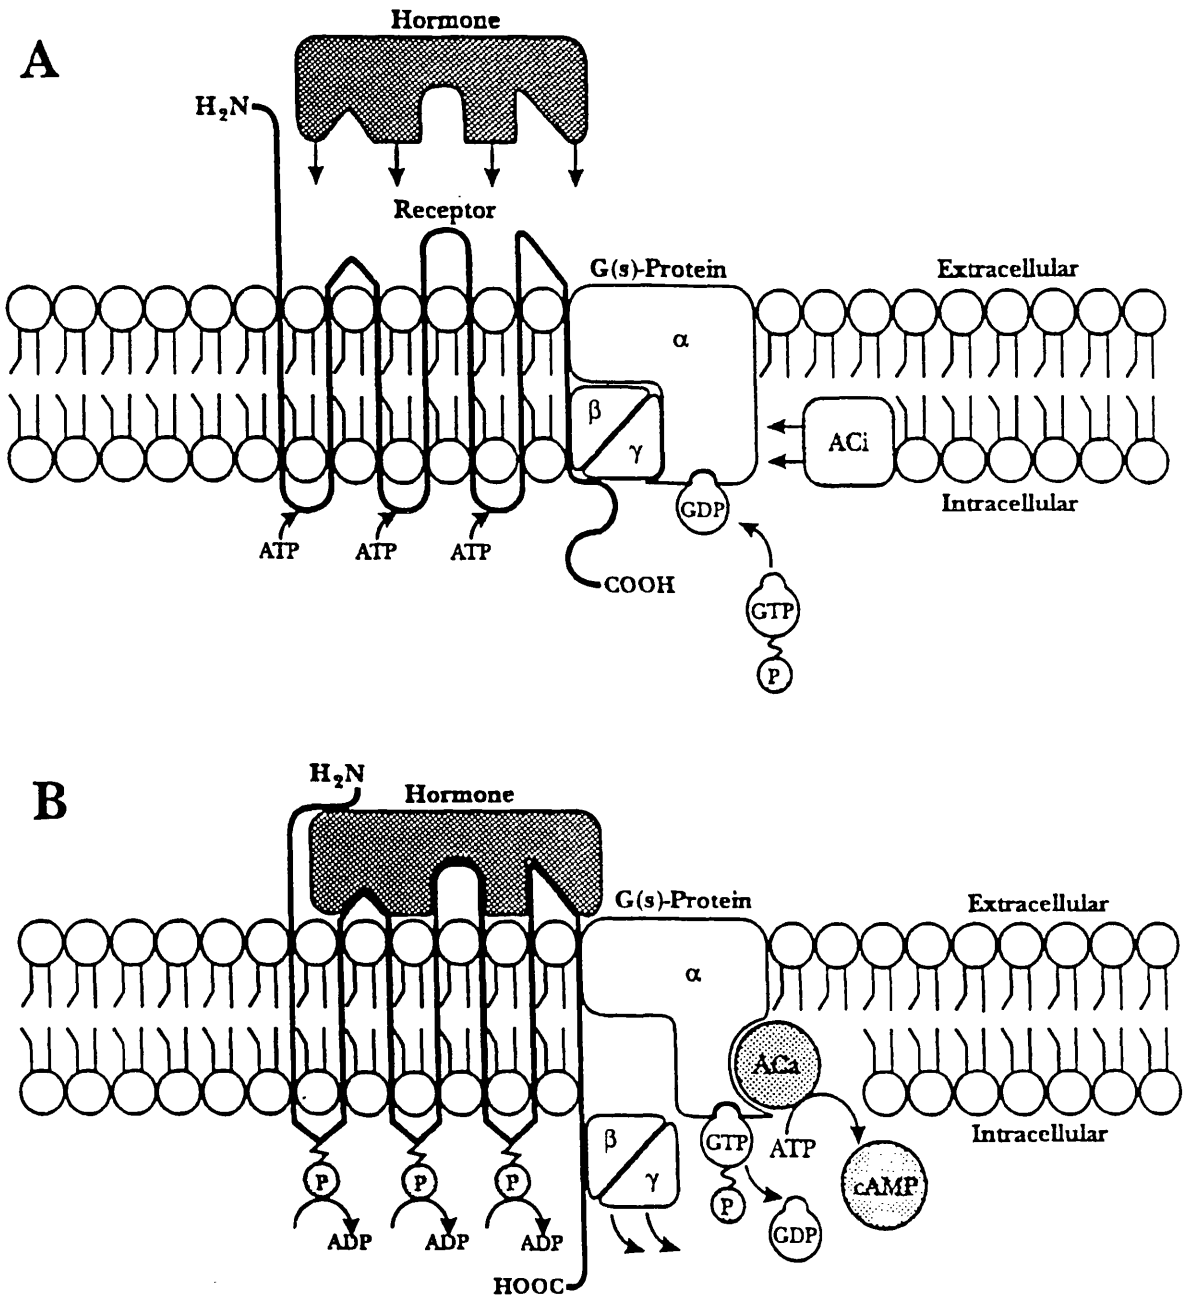 A
Hormone
H₂N
Receptor
G(s)-Protein
Extracellular
α
β
γ
ACi
GDP
Intracellular
ATP
ATP
ATP
COOH
GTP
P
B
H₂N
Hormone
G(s)-Protein
Extracellular
α
ACa
β
γ
GTP
ATP
Intracellular
P
P
P
P
cAMP
ADP
ADP
ADP
GDP
HOOC